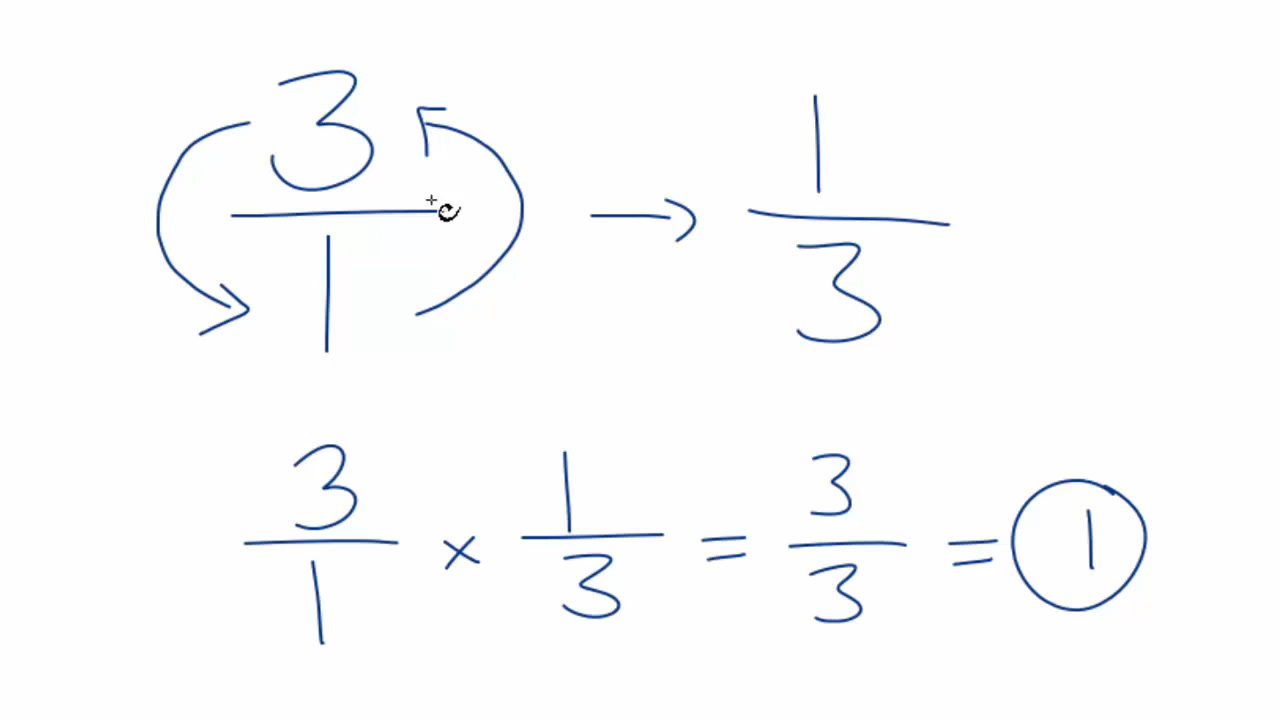 3/1 → 1/3
3/1 × 1/3 = 3/3 = 1